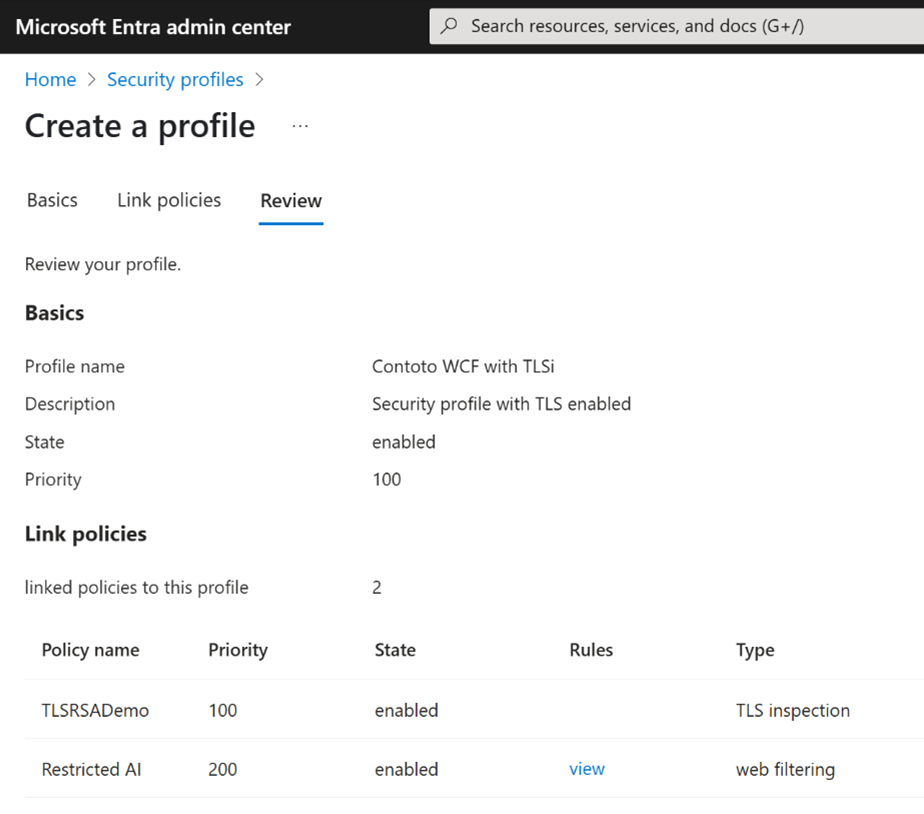 Microsoft Entra admin center
Search resources, services, and docs (G+/)
Home > Security profiles >
Create a profile ...
Basics Link policies Review
Review your profile.
Basics
Profile name Contoto WCF with TLSi
Description Security profile with TLS enabled
State enabled
Priority 100
Link policies
linked policies to this profile 2
Policy name Priority State Rules Type
TLSRSADemo 100 enabled TLS inspection
Restricted AI 200 enabled view web filtering